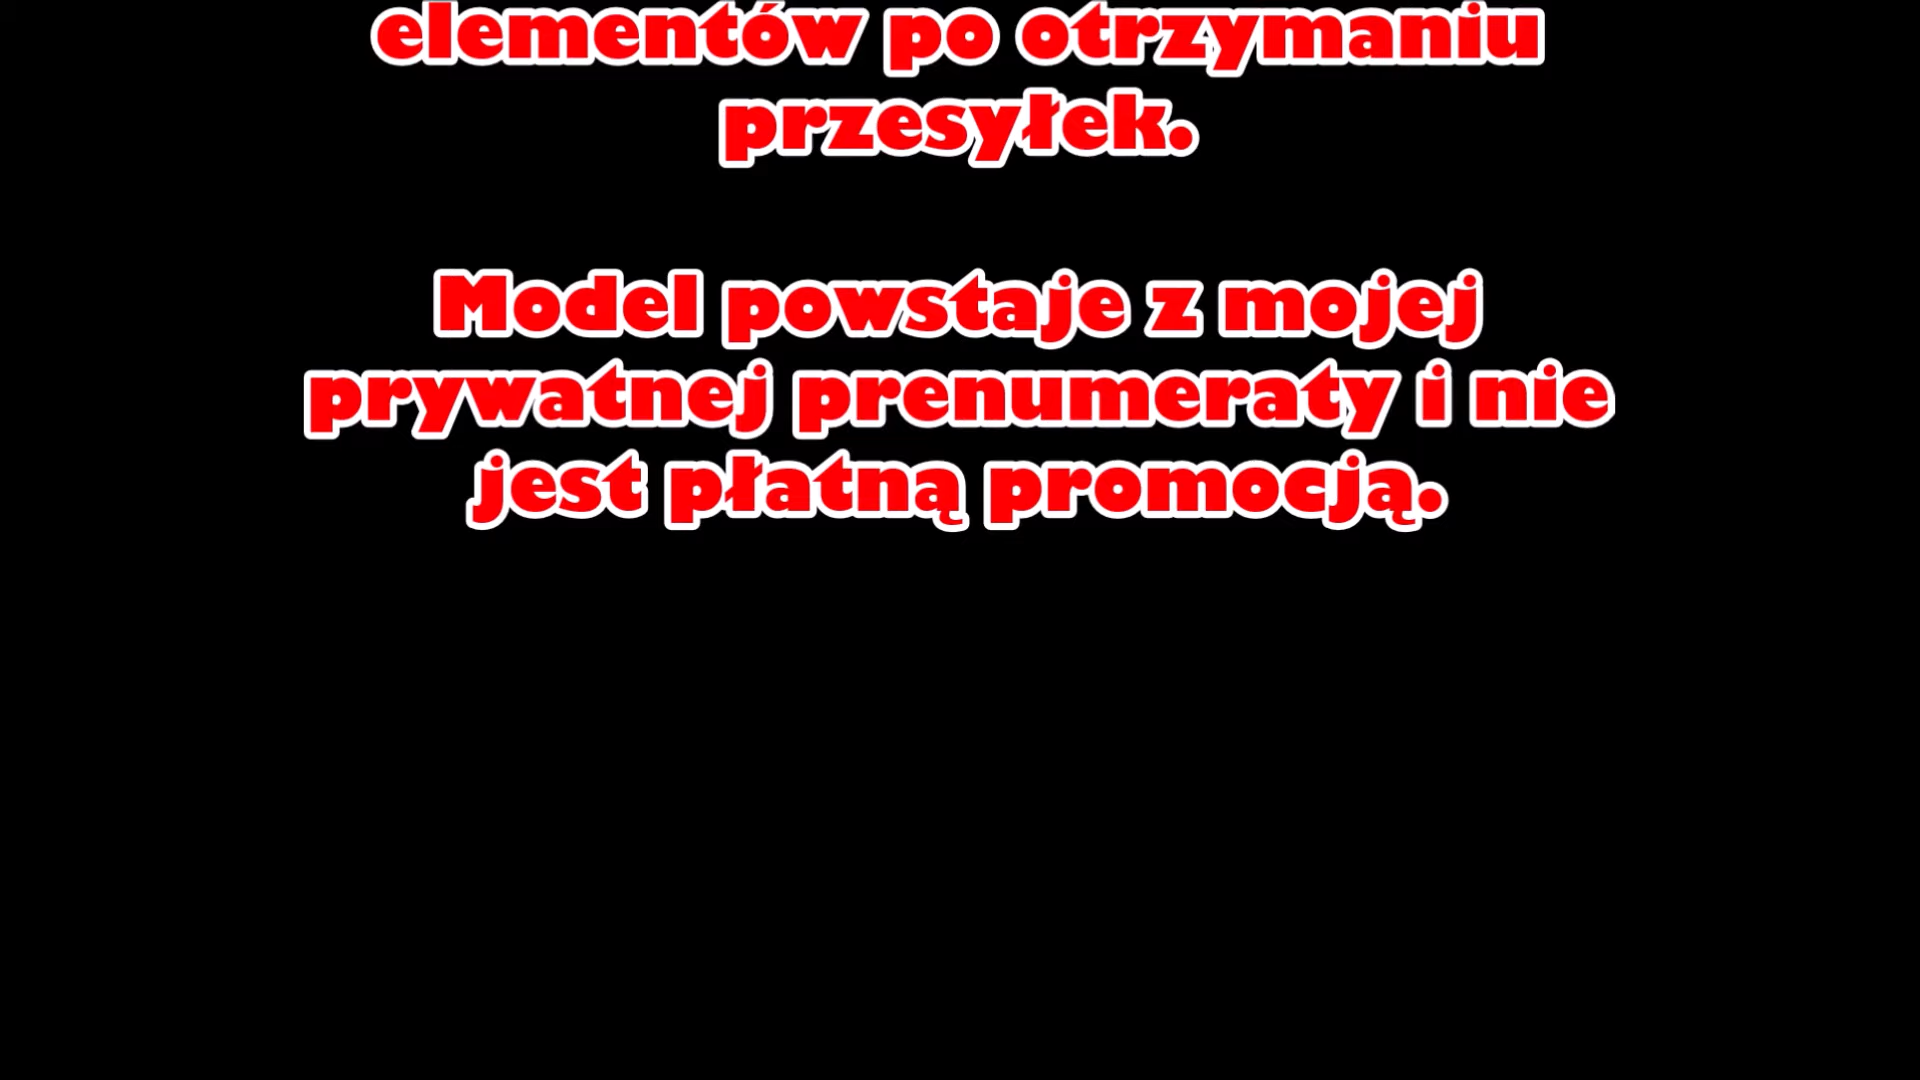 elementów po otrzymaniu
przesyłek.
Model powstaje z mojej
prywatnej prenumeraty i nie
jest płatną promocją.